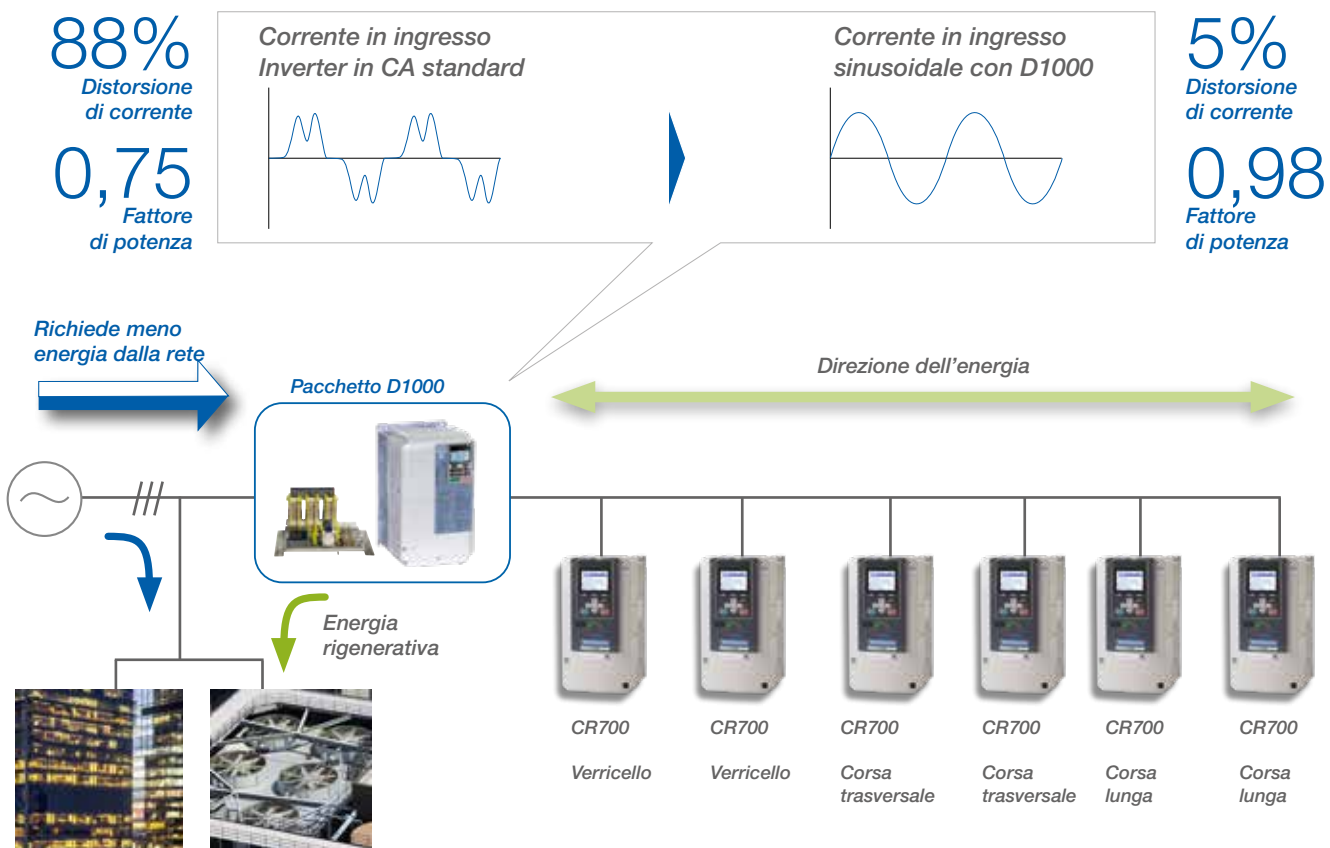 88%
Distorsione
di corrente
0,75
Fattore
di potenza
Corrente in ingresso
Inverter in CA standard
Corrente in ingresso
sinusoidale con D1000
5%
Distorsione
di corrente
0,98
Fattore
di potenza
Richiede meno
energia dalla rete
Pacchetto D1000
Direzione dell'energia
Energia
rigenerativa
CR700
Verricello
CR700
Verricello
CR700
Corsa
trasversale
CR700
Corsa
trasversale
CR700
Corsa
lunga
CR700
Corsa
lunga